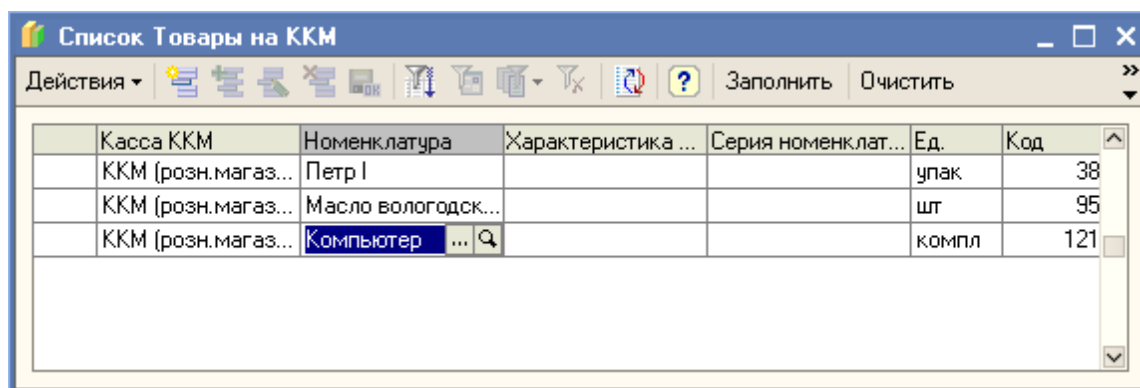 Список Товары на ККМ
Действия Заполнить Очистить
Касса ККМ Номенклатура Характеристика ... Серия номенклат... Ед. Код
ККМ (розн.магаз... Петр I упак 38
ККМ (розн.магаз... Масло вологодск... шт 95
ККМ (розн.магаз... Компьютер ... компл 121